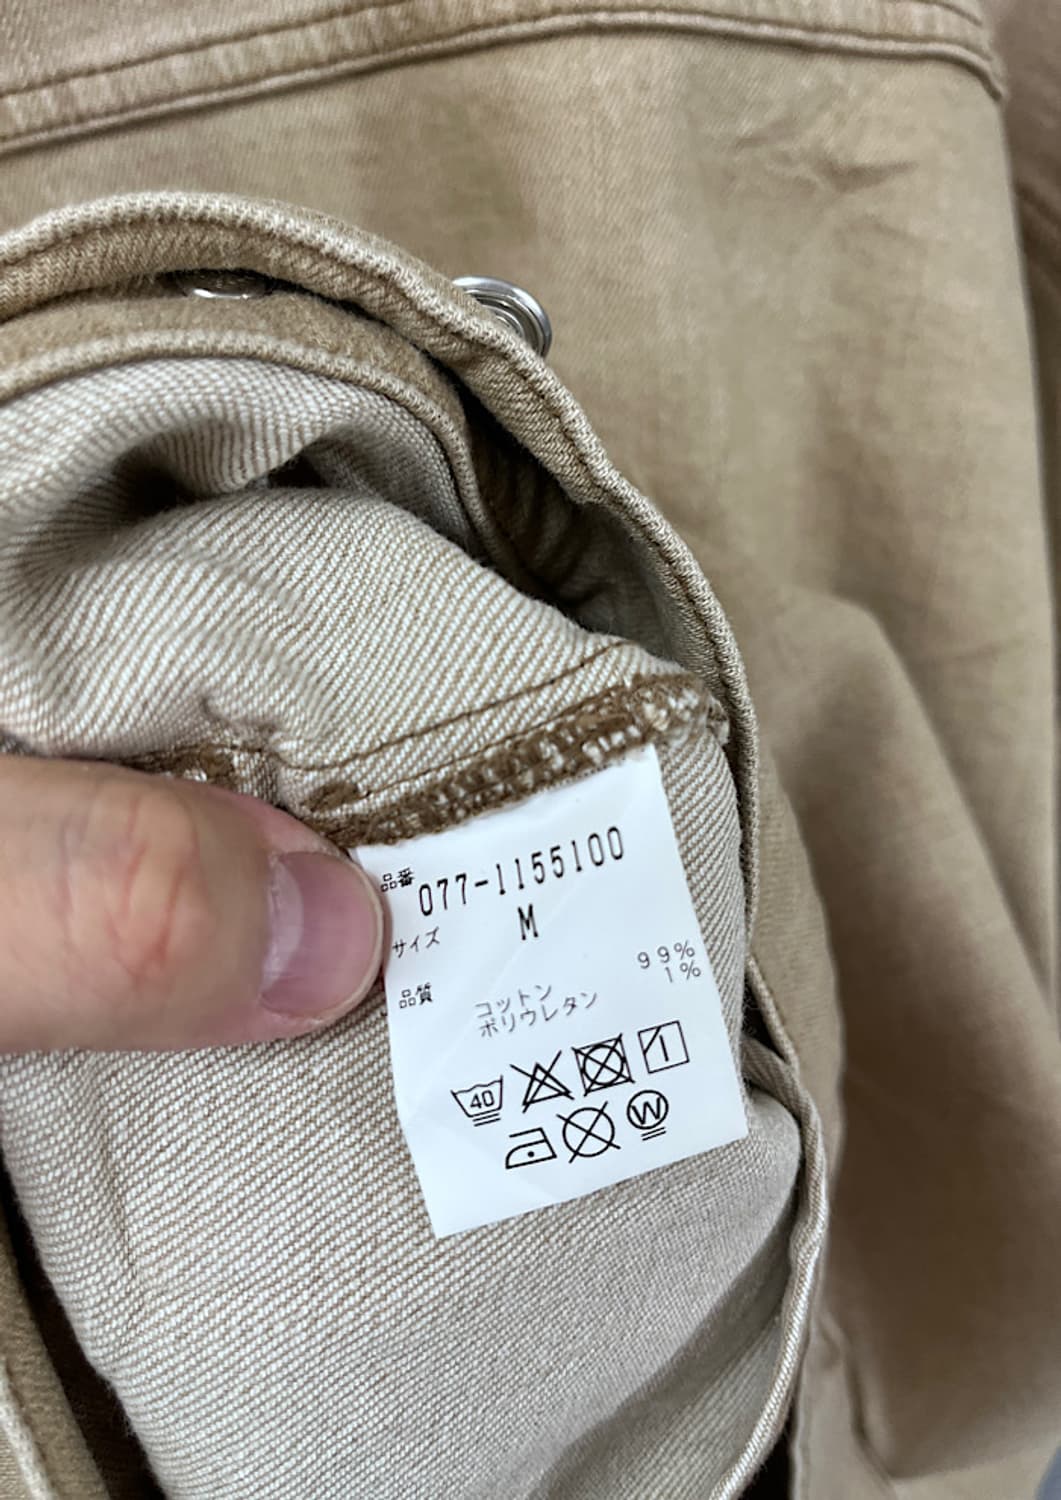 品番 077-1155100
サイズ M
品質
コットン 99%
ポリウレタン 1%
40
W